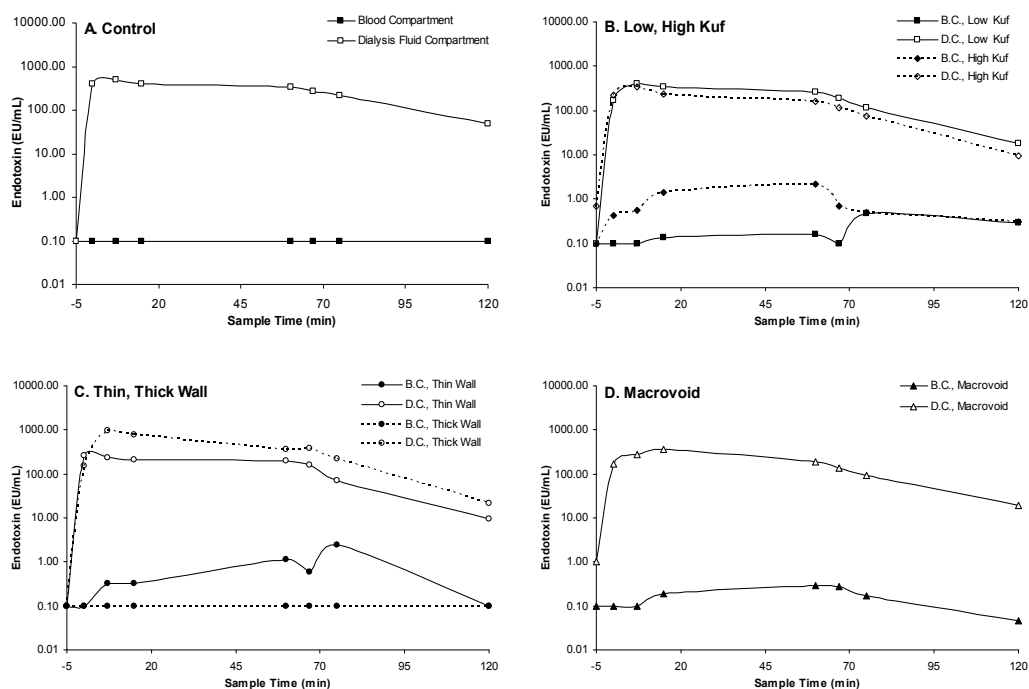 A. Control
Blood Compartment
Dialysis Fluid Compartment
Endotoxin (EU/mL)
10000.00
1000.00
100.00
10.00
1.00
0.10
0.01
-5 20 45 70 95 120
Sample Time (min)
B. Low, High Kuf
B.C., Low Kuf
D.C., Low Kuf
B.C., High Kuf
D.C., High Kuf
Endotoxin (EU/mL)
10000.00
1000.00
100.00
10.00
1.00
0.10
0.01
-5 20 45 70 95 120
Sample Time (min)
C. Thin, Thick Wall
B.C., Thin Wall
D.C., Thin Wall
B.C., Thick Wall
D.C., Thick Wall
Endotoxin (EU/mL)
10000.00
1000.00
100.00
10.00
1.00
0.10
0.01
-5 20 45 70 95 120
Sample Time (min)
D. Macrovoid
B.C., Macrovoid
D.C., Macrovoid
Endotoxin (EU/mL)
10000.00
1000.00
100.00
10.00
1.00
0.10
0.01
-5 20 45 70 95 120
Sample Time (min)